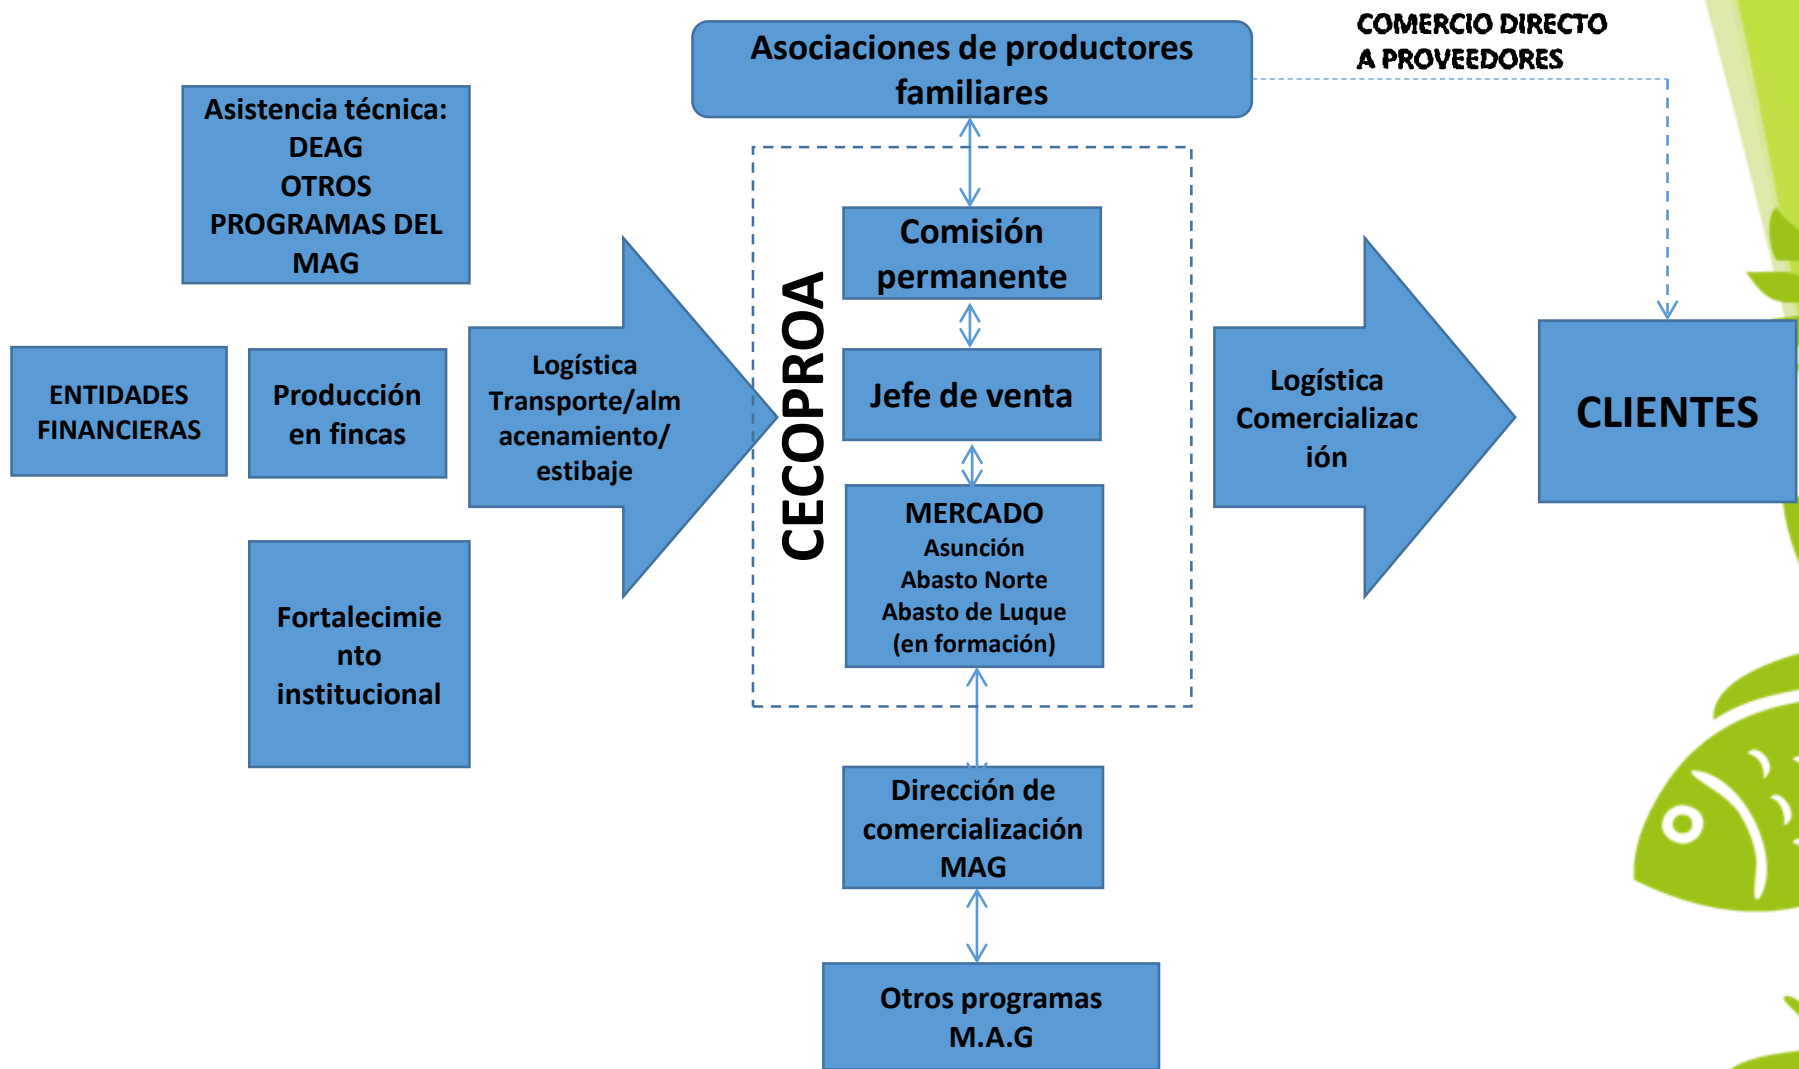 COMERCIO DIRECTO
A PROVEEDORES
Asociaciones de productores
familiares
Asistencia técnica:
DEAG
OTROS
PROGRAMAS DEL
MAG
ENTIDADES
FINANCIERAS
Producción
en fincas
Fortalecimie
nto
institucional
Logística
Transporte/alm
acenamiento/
estibaje
CECOPROA
Comisión
permanente
Jefe de venta
MERCADO
Asunción
Abasto Norte
Abasto de Luque
(en formación)
Dirección de
comercialización
MAG
Otros programas
M.A.G
Logística
Comercializac
ión
CLIENTES